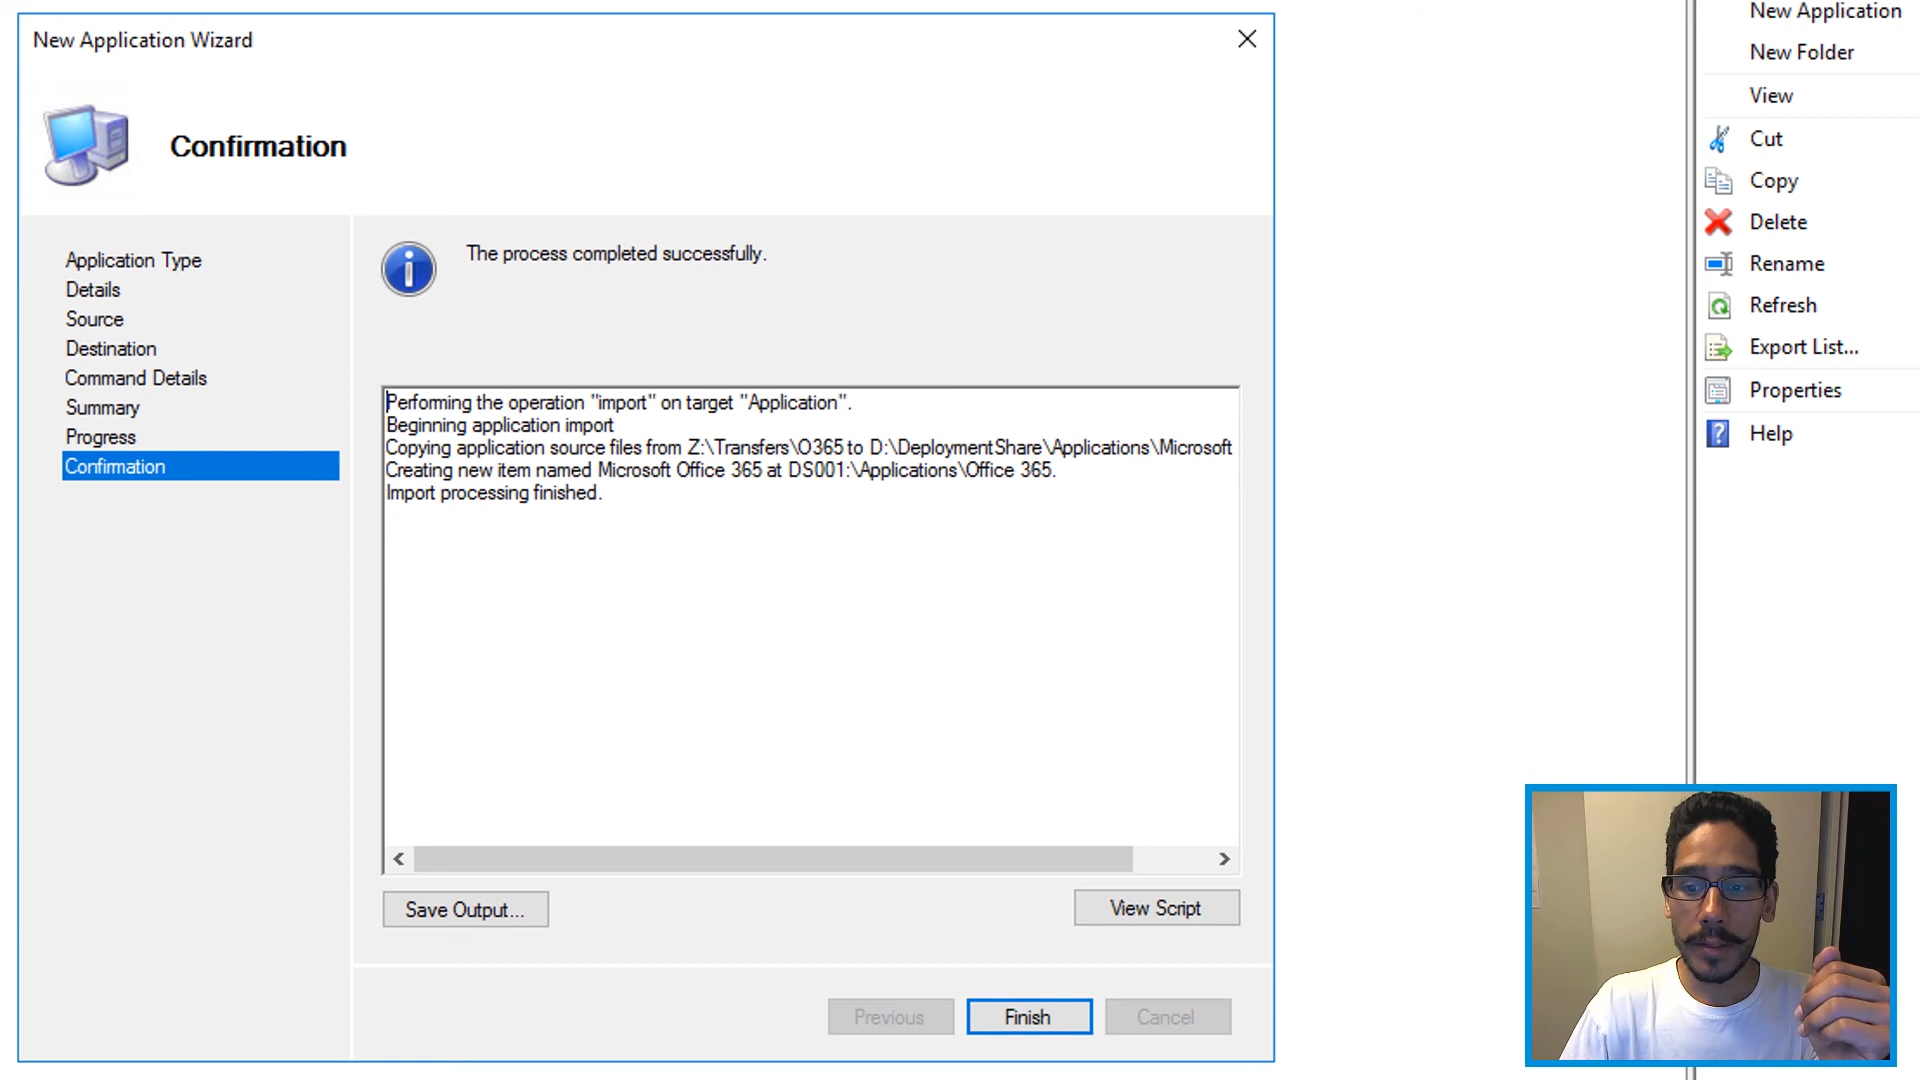 New Application Wizard
Confirmation
Application Type
Details
Source
Destination
Command Details
Summary
Progress
Confirmation
The process completed successfully.
Performing the operation "import" on target "Application".
Beginning application import
Copying application source files from Z:\Transfers\O365 to D:\DeploymentShare\Applications\Microsoft
Creating new item named Microsoft Office 365 at DS001:\Applications\Office 365.
Import processing finished.
Save Output...
View Script
Previous
Finish
Cancel
New Application
New Folder
View
Cut
Copy
Delete
Rename
Refresh
Export List...
Properties
Help